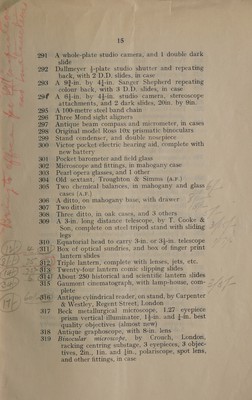 18
291 A whole-plate studio camera, and 1 double dark
slide
292 Dallmeyer ½-plate studio shutter and repeating
back, with 2 D.D. slides, in case
293 A 9¾-in. by 4½-in. Sanger Shepherd repeating
colour back, with 3 D.D. slides, in case
294 A 6½-in. by 4¾-in. studio camera, stereoscope
attachments, and 2 dark slides, 20in. by 9in.
295 A 100-metre steel band chain
296 Three Mond sight aligners
297 Antique beam compass and micrometer, in cases
298 Original model Ross 10x prismatic binoculars
299 Stand condenser, and double nosepiece
300 Victor pocket electric hearing aid, complete with
new battery
301 Pocket barometer and field glass
302 Microscope and fittings, in mahogany case
303 Pearl opera glasses, and 1 other
304 Old sextant, Troughton & Simms (A.F.)
305 Two chemical balances, in mahogany and glass
cases (A.F.)
306 A ditto, on mahogany base, with drawer
307 Two ditto
308 Three ditto, in oak cases, and 3 others
309 A 3-in. long distance telescope, by T. Cooke &
Son, complete on steel tripod stand with sliding
legs
310 Equatorial head to carry 3-in. or 3½-in. telescope
311 Box of optical sundries, and box of finger print
lantern slides
312 Triple lantern, complete with lenses, jets, etc.
313 Twenty-four lantern comic slipping slides
314 About 250 historical and scientific lantern slides
315 Gaumont cinematograph, with lamp-house, com-
plete
316 Antique cylindrical reader, on stand, by Carpenter
& Westley, Regent Street, London
317 Beck metallurgical microscope, 1.27 eyepiece
prism vertical illuminator, 1½-in. and ¼-in. best
quality objectives (almost new)
318 Antique graphoscope, with 8-in. lens
319 Binocular microscope, by Crouch, London,
racking centring substage, 3 eyepieces, 3 objec-
tives, 2in., 1in. and ½in., polariscope, spot lens,
and other fittings, in case